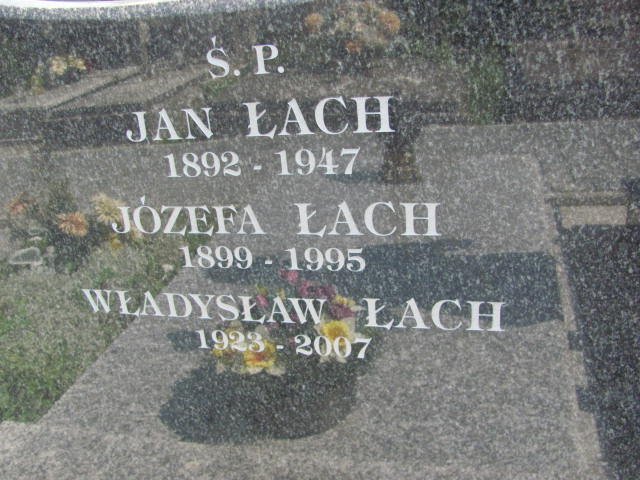 Ś.P.
JAN ŁACH
1892 - 1947
JÓZEFA ŁACH
1899 - 1995
WŁADYSŁAW ŁACH
1923 - 2007